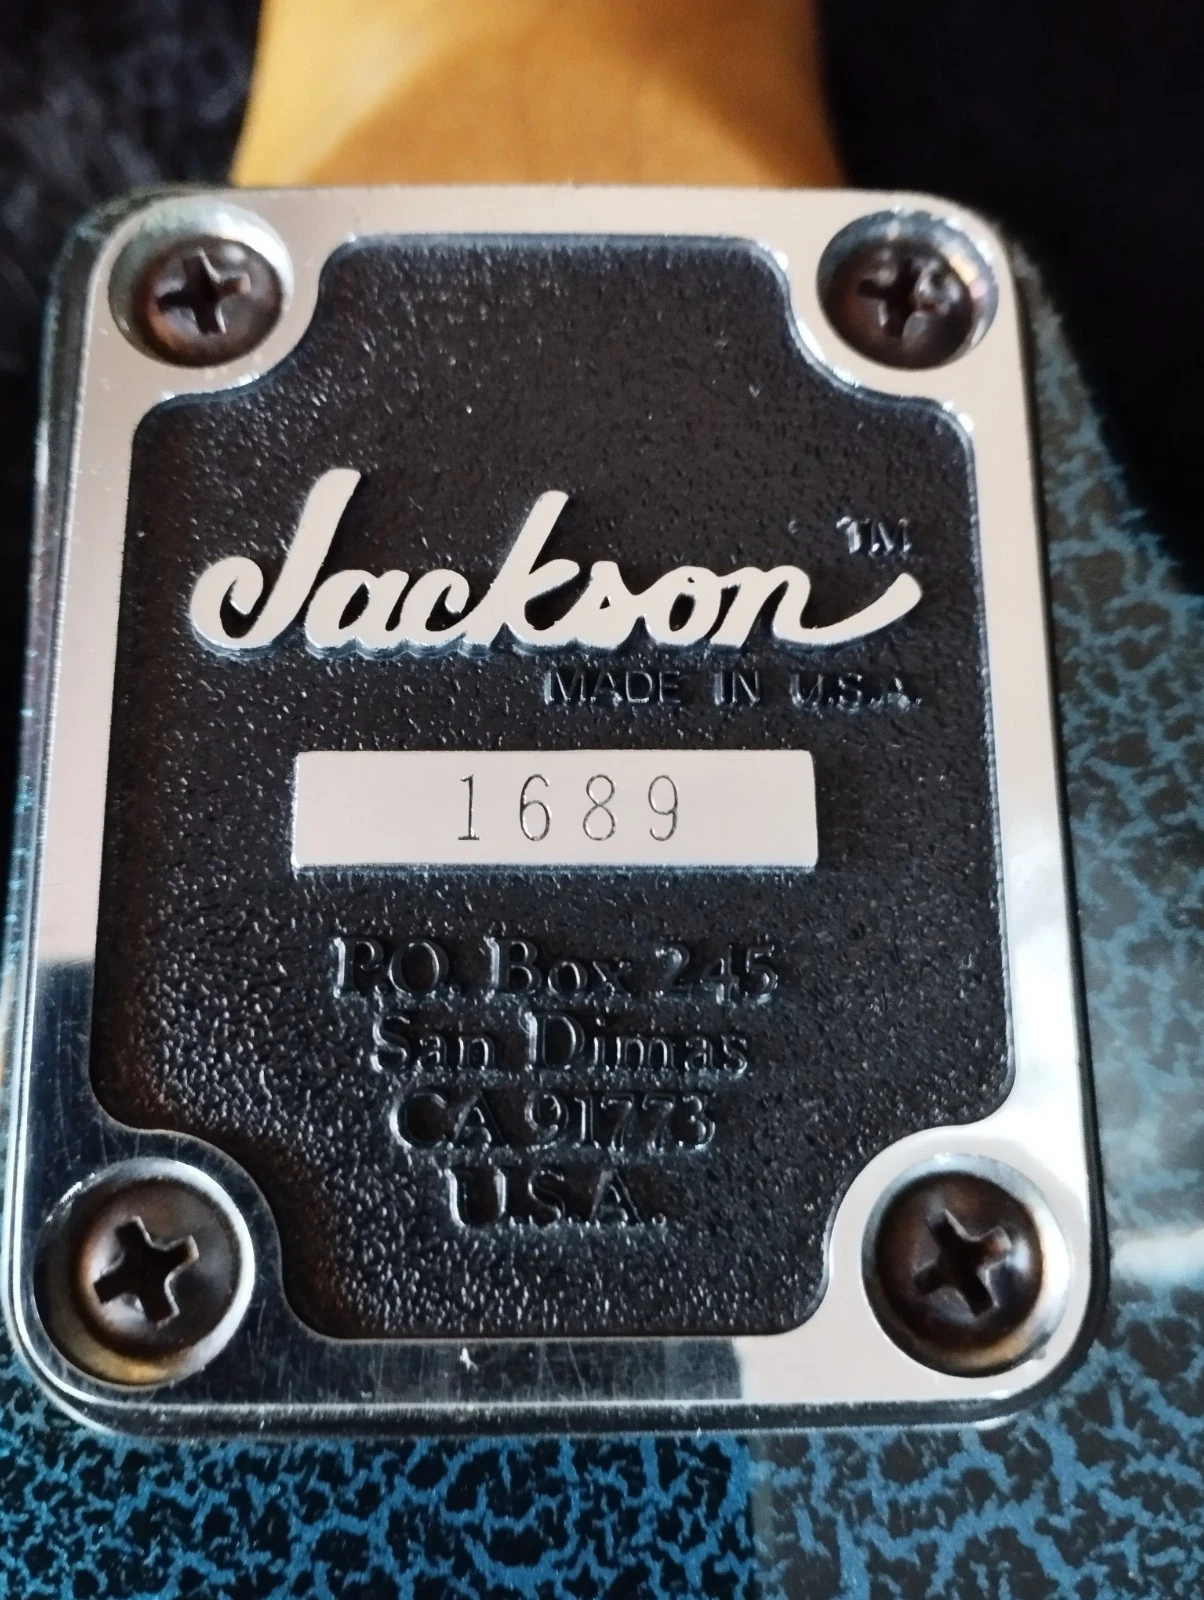 Jackson™
MADE IN U.S.A.
1689
P.O. Box 245
San Dimas
CA 91773
U.S.A.